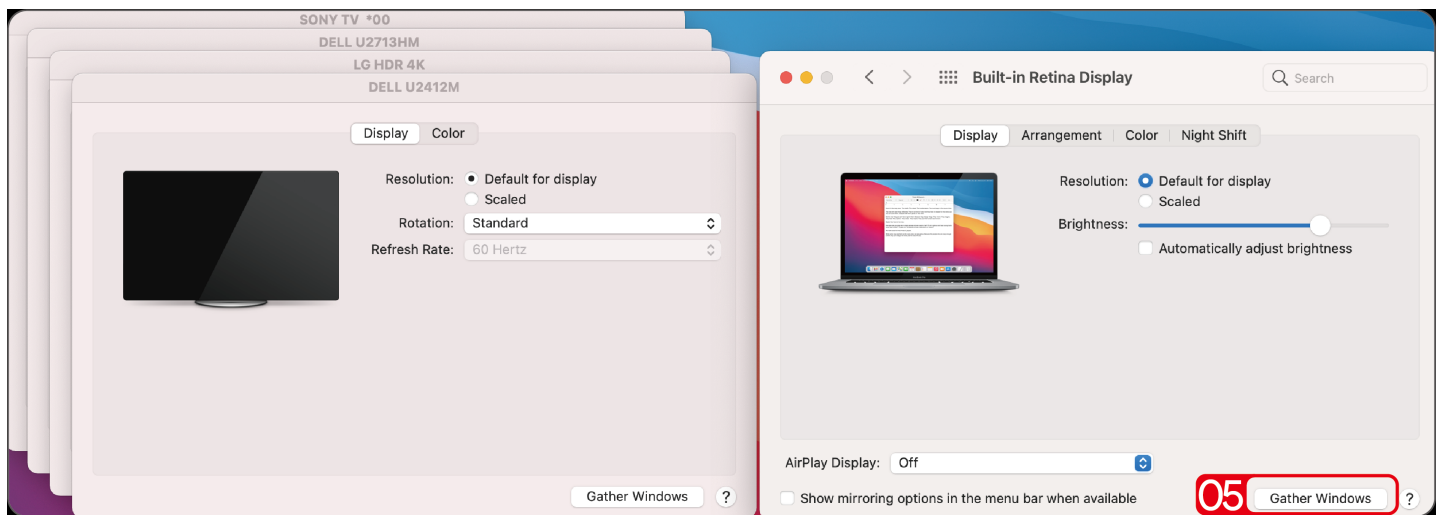 SONY TV *00
DELL U2713HM
LG HDR 4K
DELL U2412M
Display Color
Resolution: Default for display
Scaled
Rotation: Standard
Refresh Rate: 60 Hertz
Gather Windows ?
Built-in Retina Display
Search
Display Arrangement Color Night Shift
Resolution: Default for display
Scaled
Brightness:
Automatically adjust brightness
AirPlay Display: Off
Show mirroring options in the menu bar when available
05 Gather Windows ?